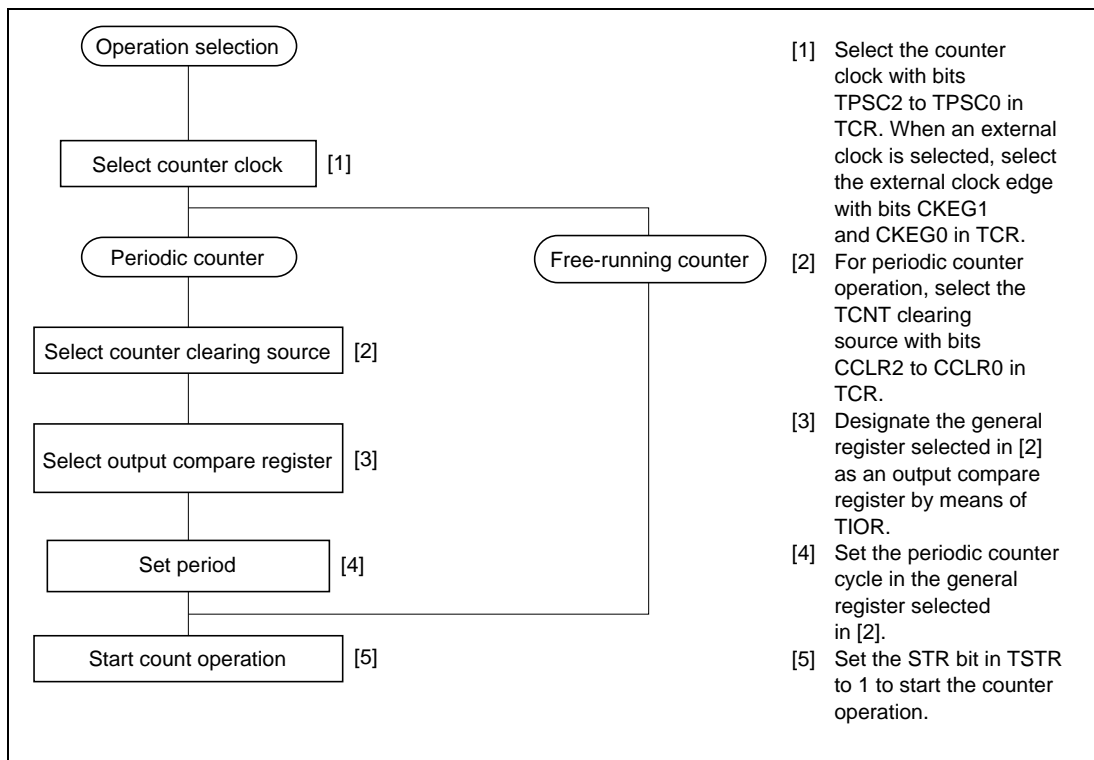 Operation selection
Select counter clock [1]
Periodic counter
Free-running counter
Select counter clearing source [2]
Select output compare register [3]
Set period [4]
Start count operation [5]
[1] Select the counter
clock with bits
TPSC2 to TPSC0 in
TCR. When an external
clock is selected, select
the external clock edge
with bits CKEG1
and CKEG0 in TCR.
[2] For periodic counter
operation, select the
TCNT clearing
source with bits
CCLR2 to CCLR0 in
TCR.
[3] Designate the general
register selected in [2]
as an output compare
register by means of
TIOR.
[4] Set the periodic counter
cycle in the general
register selected
in [2].
[5] Set the STR bit in TSTR
to 1 to start the counter
operation.